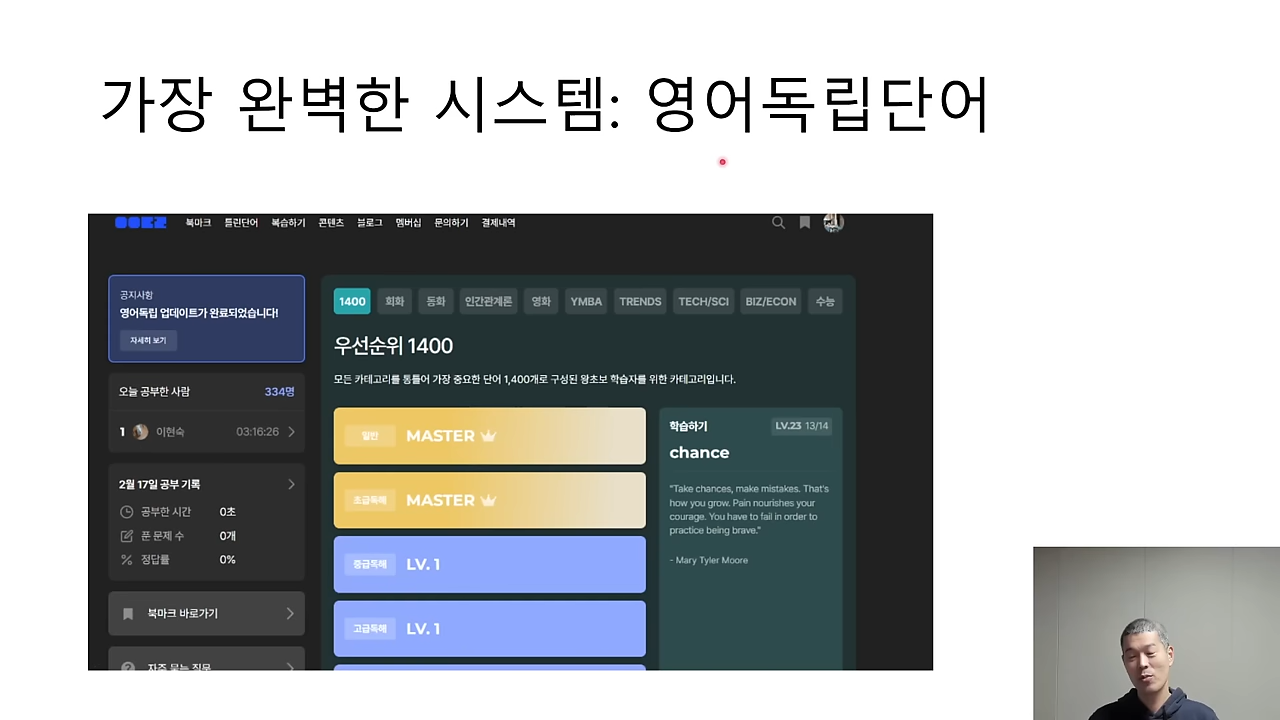 가장 완벽한 시스템: 영어독립단어
북마크 틀린단어 복습하기 콘텐츠 블로그 멤버십 문의하기 결제내역
공지사항
영어독립 업데이트가 완료되었습니다!
자세히 보기
오늘 공부한 사람 334명
1 이현숙 03:16:26
2월 17일 공부 기록
공부한 시간 0초
푼 문제 수 0개
정답률 0%
북마크 바로가기
자주 묻는 질문
1400 회화 동화 인간관계론 영화 YMBA TRENDS TECH/SCI BIZ/ECON 수능
우선순위 1400
모든 카테고리를 통틀어 가장 중요한 단어 1,400개로 구성된 왕초보 학습자를 위한 카테고리입니다.
일반 MASTER
초급독해 MASTER
중급독해 LV. 1
고급독해 LV. 1
학습하기 LV.23 13/14
chance
"Take chances, make mistakes. That's
how you grow. Pain nourishes your
courage. You have to fail in order to
practice being brave."
- Mary Tyler Moore